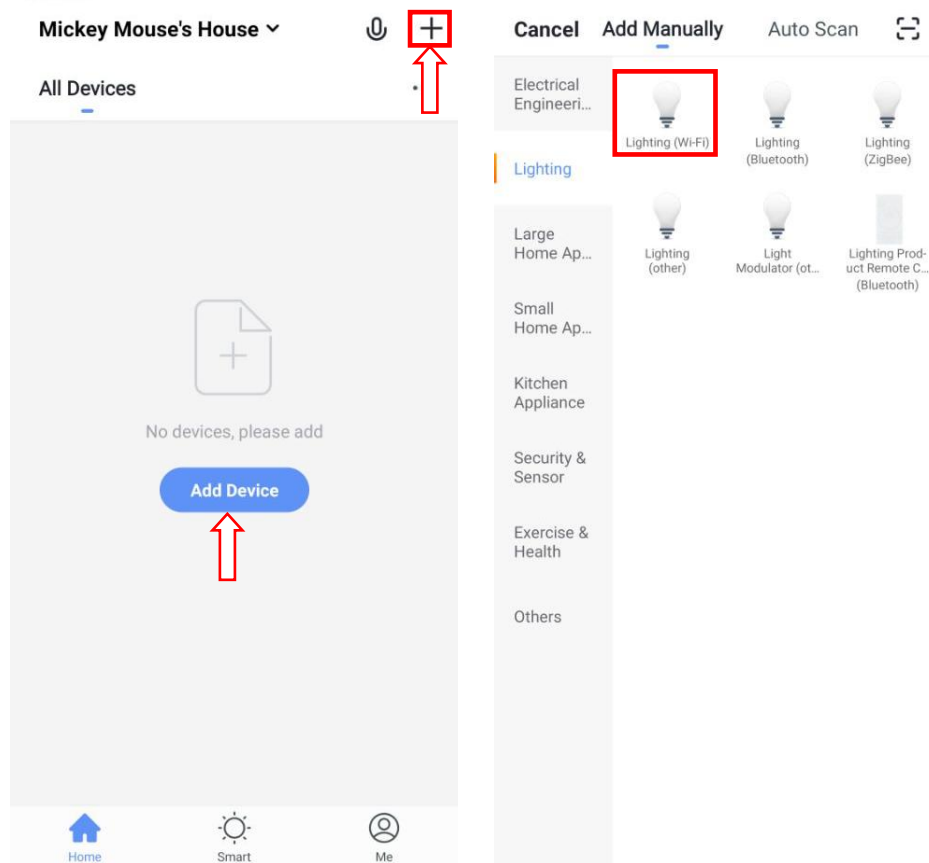 Mickey Mouse's House
All Devices
No devices, please add
Add Device
Home
Smart
Me
Cancel
Add Manually
Auto Scan
Electrical
Engineeri...
Lighting
Large
Home Ap...
Small
Home Ap...
Kitchen
Appliance
Security &
Sensor
Exercise &
Health
Others
Lighting (Wi-Fi)
Lighting
(Bluetooth)
Lighting
(ZigBee)
Lighting
(other)
Light
Modulator (ot...
Lighting Prod-
uct Remote C...
(Bluetooth)